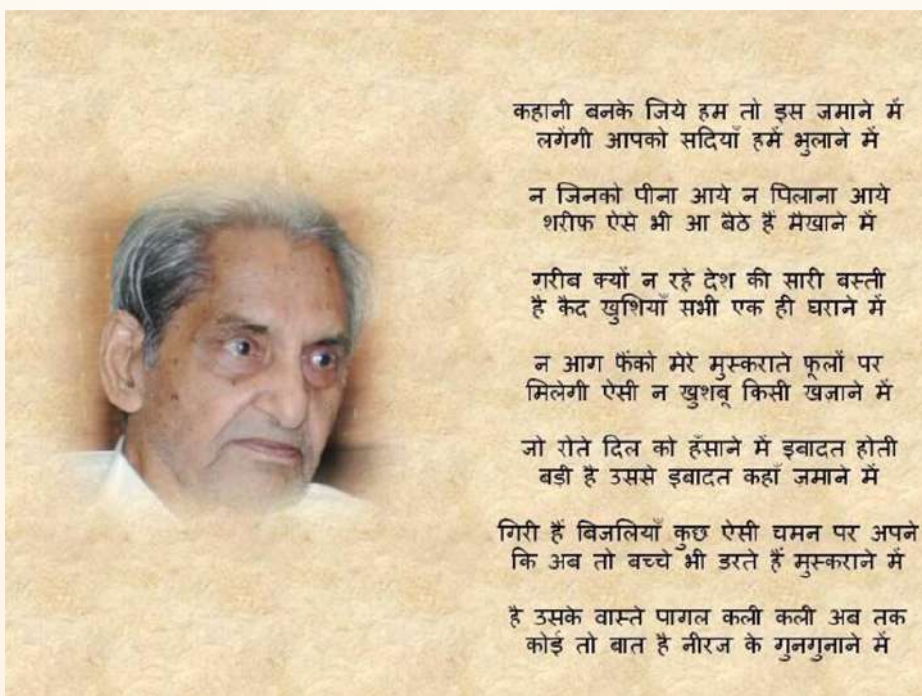 कहानी बनके जिये हम तो इस जमाने में
लगेंगी आपको सदियाँ हमें भुलाने में
न जिनको पीना आये न पिलाना आये
शरीफ़ ऐसे भी आ बैठे हैं मैखाने में
गरीब क्यों न रहे देश की सारी बस्ती
है कैद खुशियाँ सभी एक ही घराने में
न आग फैंको मेरे मुस्कराते फूलों पर
मिलेगी ऐसी न खुशबू किसी खज़ाने में
जो रोते दिल को हँसाने में इबादत होती
बड़ी है उससे इबादत कहाँ ज़माने में
गिरी हैं बिजलियाँ कुछ ऐसी चमन पर अपने
कि अब तो बच्चे भी डरते हैं मुस्कराने में
है उसके वास्ते पागल कली कली अब तक
कोई तो बात है नीरज के गुनगुनाने में